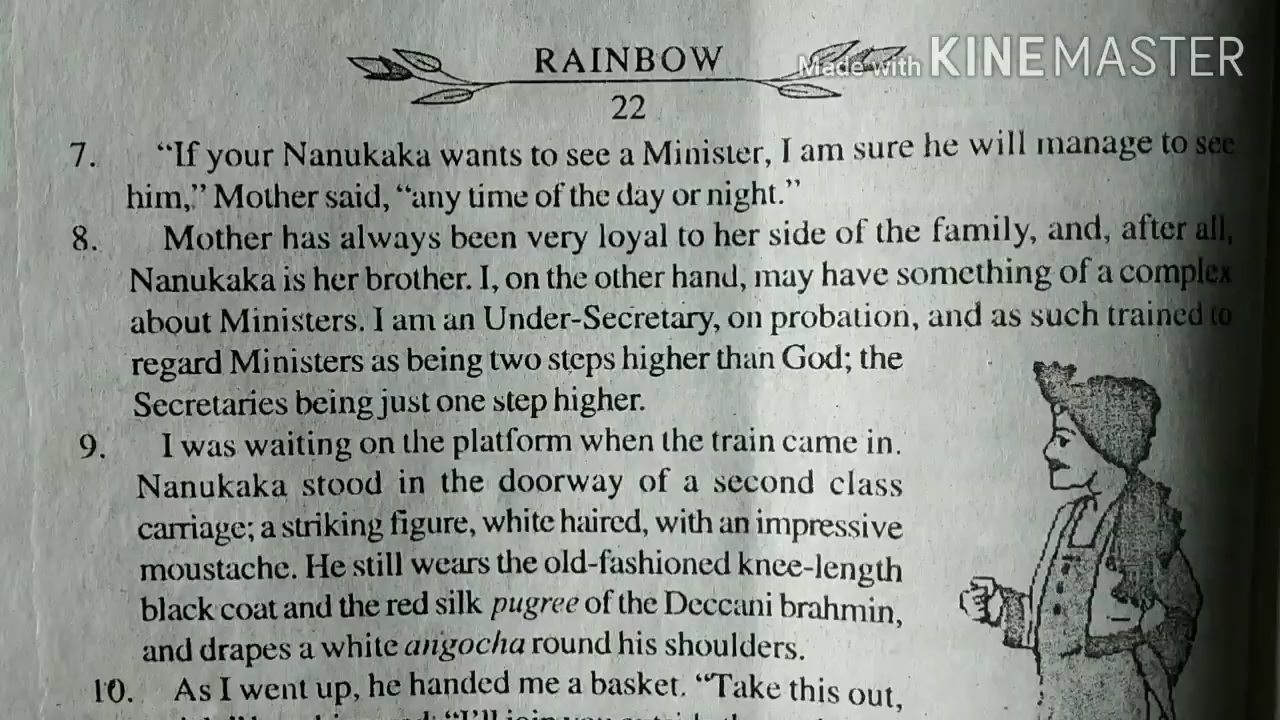 RAINBOW
Made with KINEMASTER
22
7. “If your Nanukaka wants to see a Minister, I am sure he will manage to see
him,” Mother said, “any time of the day or night.”
8. Mother has always been very loyal to her side of the family, and, after all,
Nanukaka is her brother. I, on the other hand, may have something of a complex
about Ministers. I am an Under-Secretary, on probation, and as such trained to
regard Ministers as being two steps higher than God; the
Secretaries being just one step higher.
9. I was waiting on the platform when the train came in.
Nanukaka stood in the doorway of a second class
carriage; a striking figure, white haired, with an impressive
moustache. He still wears the old-fashioned knee-length
black coat and the red silk pugree of the Deccani brahmin,
and drapes a white angocha round his shoulders.
10. As I went up, he handed me a basket. “Take this out,
“I’ll join you outside